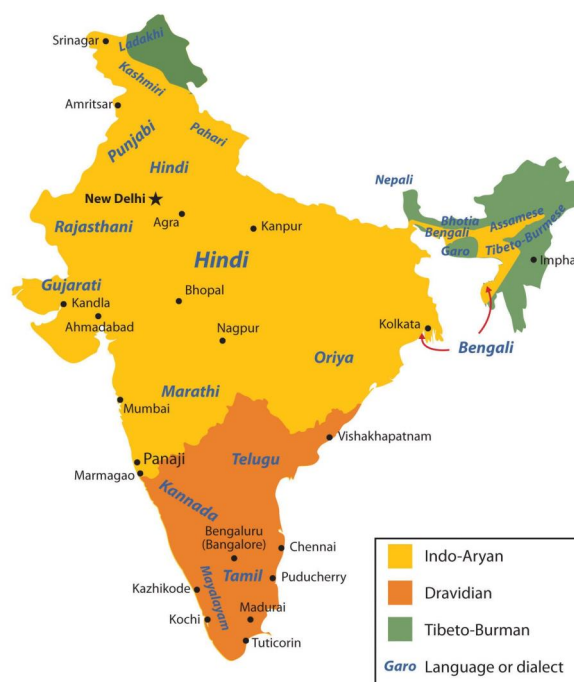 Srinagar
Ladakhi
Kashmiri
Amritsar
Punjabi
Pahari
Hindi
Nepali
New Delhi
Rajasthani
Agra
Kanpur
Bhotia
Assamese
Bengali
Garo
Tibeto-Burmese
Impha
Hindi
Gujarati
Kandla
Ahmadabad
Bhopal
Nagpur
Kolkata
Bengali
Oriya
Marathi
Mumbai
Vishakhapatnam
Panaji
Marmagao
Telugu
Kannada
Bengaluru
(Bangalore)
Chennai
Tamil
Puducherry
Kazhikode
Mayalayam
Kochi
Madurai
Tuticorin
Indo-Aryan
Dravidian
Tibeto-Burman
Garo Language or dialect